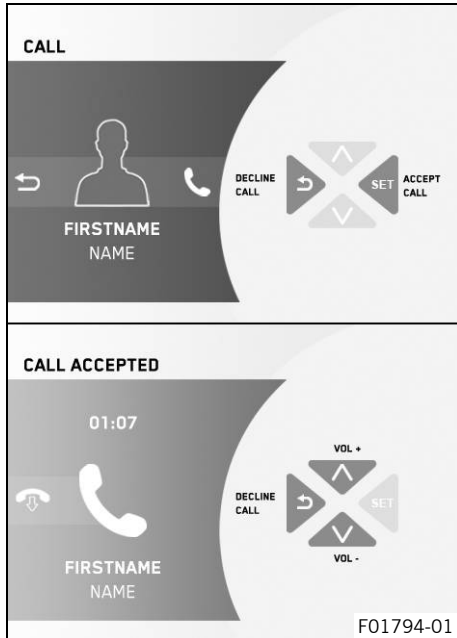 CALL
DECLINE
CALL
SET
ACCEPT
CALL
FIRSTNAME
NAME
CALL ACCEPTED
01:07
VOL +
DECLINE
CALL
SET
VOL -
FIRSTNAME
NAME
F01794-01